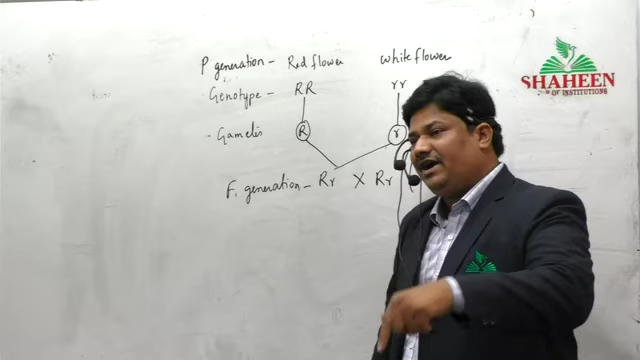 P generation - Red flower White flower
Genotype - RR rr
- Gametes R r
F₁ generation - Rr X Rr
SHAHEEN
OF INSTITUTIONS